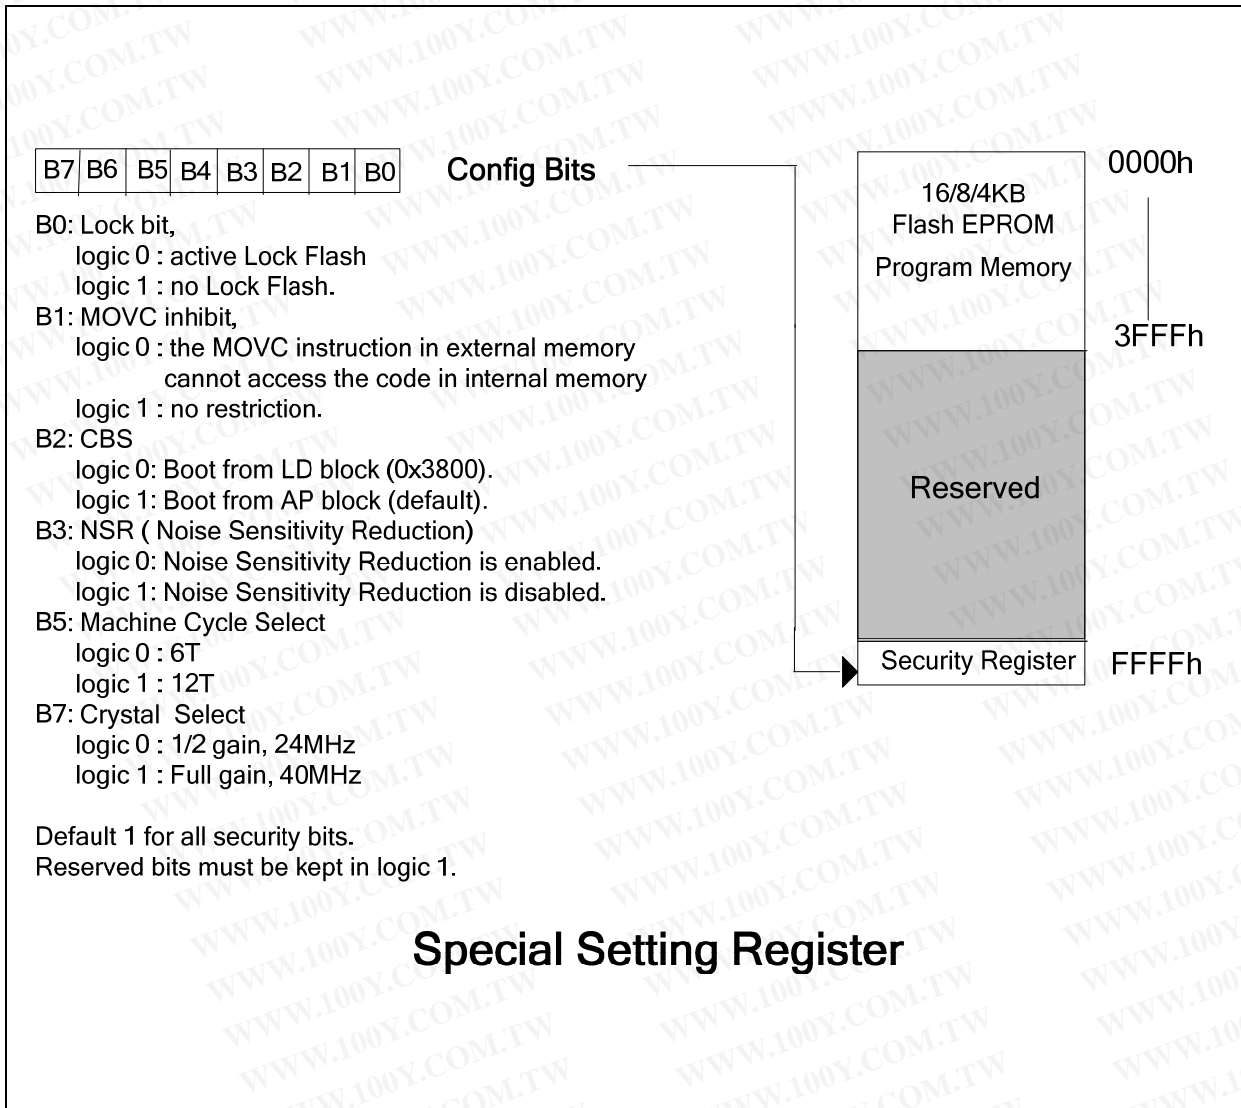 B7 B6 B5 B4 B3 B2 B1 B0
Config Bits
B0: Lock bit,
logic 0 : active Lock Flash
logic 1 : no Lock Flash.
B1: MOVC inhibit,
logic 0 : the MOVC instruction in external memory
cannot access the code in internal memory
logic 1 : no restriction.
B2: CBS
logic 0: Boot from LD block (0x3800).
logic 1: Boot from AP block (default).
B3: NSR ( Noise Sensitivity Reduction)
logic 0: Noise Sensitivity Reduction is enabled.
logic 1: Noise Sensitivity Reduction is disabled.
B5: Machine Cycle Select
logic 0 : 6T
logic 1 : 12T
B7: Crystal Select
logic 0 : 1/2 gain, 24MHz
logic 1 : Full gain, 40MHz
Default 1 for all security bits.
Reserved bits must be kept in logic 1.
16/8/4KB
Flash EPROM
Program Memory
0000h
3FFFh
Reserved
Security Register
FFFFh
Special Setting Register
WWW.100Y.COM.TW